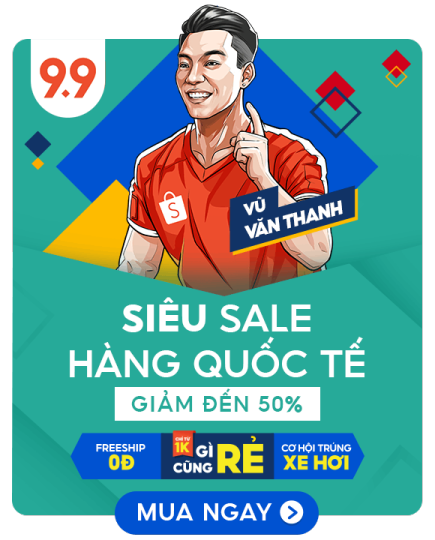 9.9
S
VŨ
VĂN THANH
SIÊU SALE
HÀNG QUỐC TẾ
GIẢM ĐẾN 50%
FREESHIP
0Đ
CHỈ TỪ
1K
GÌ
CŨNG
RẺ
CƠ HỘI TRÚNG
XE HƠI
MUA NGAY